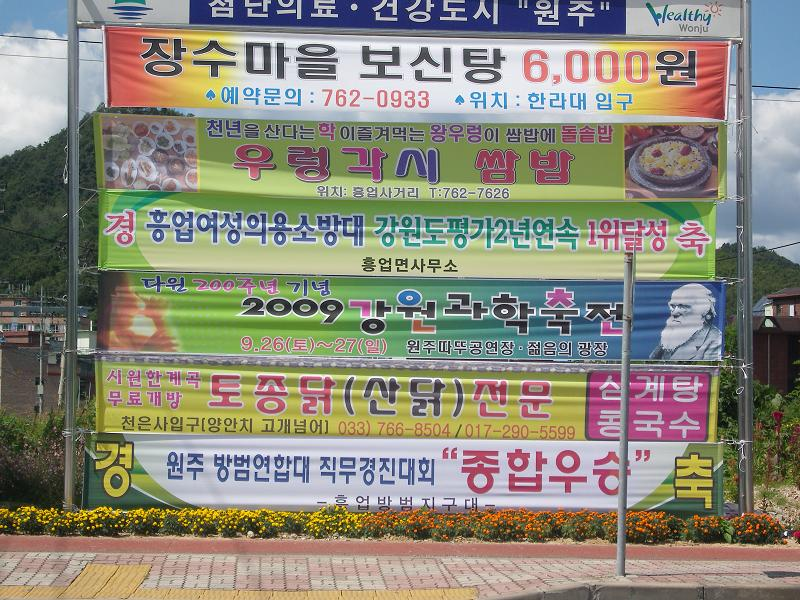 첨단의료·건강도시 "원주"
Healthy
Wonju
장수마을 보신탕 6,000원
♠예약문의 : 762-0933 ♠위치 : 한라대 입구
천년을 산다는 학이 즐겨먹는 왕우렁이 쌈밥에 돌솥밥
우렁각시 쌈밥
위치: 흥업사거리 T:762-7626
경 흥업여성의용소방대 강원도평가2년연속 1위달성 축
흥업면사무소
다윈 200주년 기념
2009 강원과학축전
9.26(토)~27(일) 원주따뚜공연장·젊음의 광장
시원한계곡
무료개방
토종닭(산닭)전문
삼계탕
콩국수
천은사입구[양안치 고개넘어] 033) 766-8504 / 017-290-5599
경 원주 방범연합대 직무경진대회 "종합우승" 축
- 흥업방범지구대 -